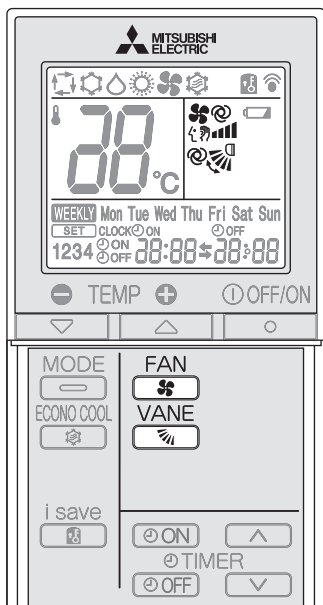 MITSUBISHI
ELECTRIC
88°C
WEEKLY Mon Tue Wed Thu Fri Sat Sun
SET CLOCK ON OFF
1234 ON OFF 88:88 88:88
TEMP OFF/ON
MODE FAN
ECONO COOL VANE
i save
ON
TIMER
OFF